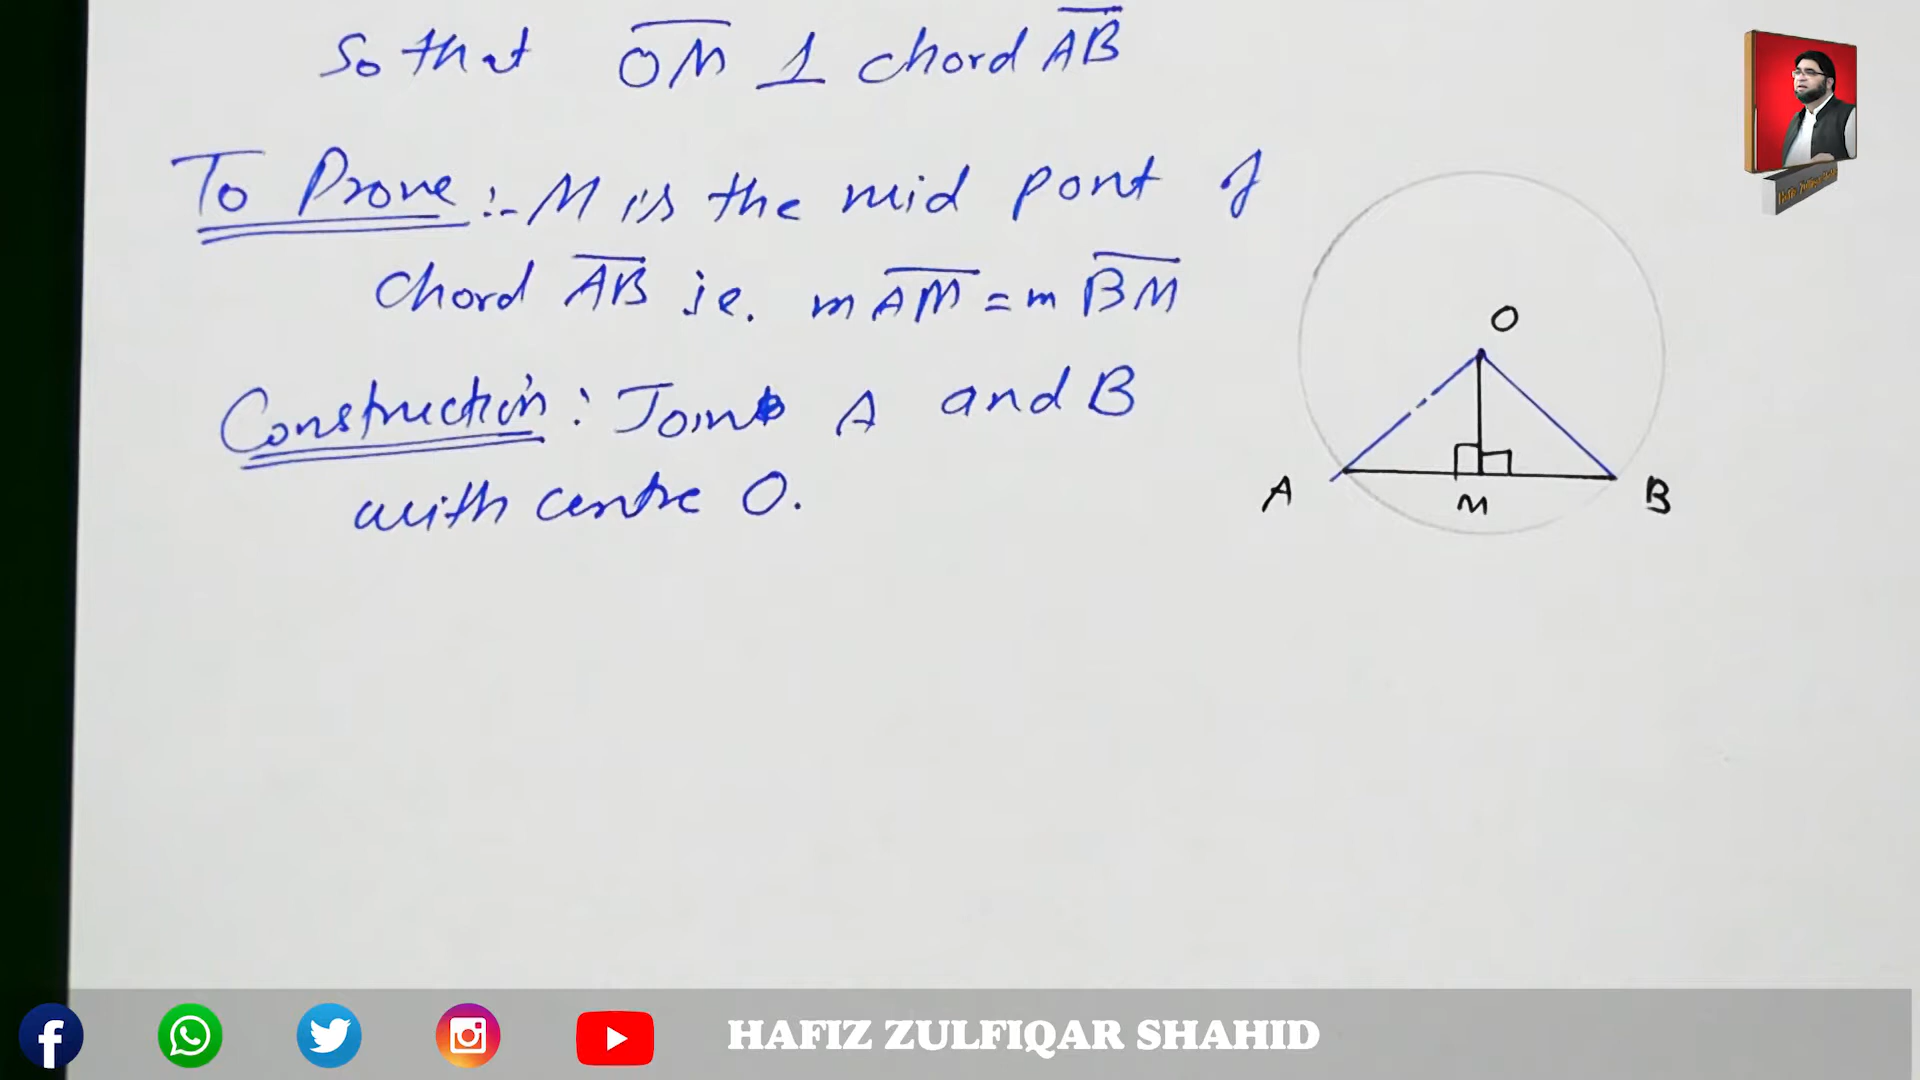 So that OM ⊥ chord AB
To Prove :- M is the mid pont of
chord AB i.e. mAM = m BM
Construction : Join A and B
with centre O.
O
A
M
B
HAFIZ ZULFIQAR SHAHID